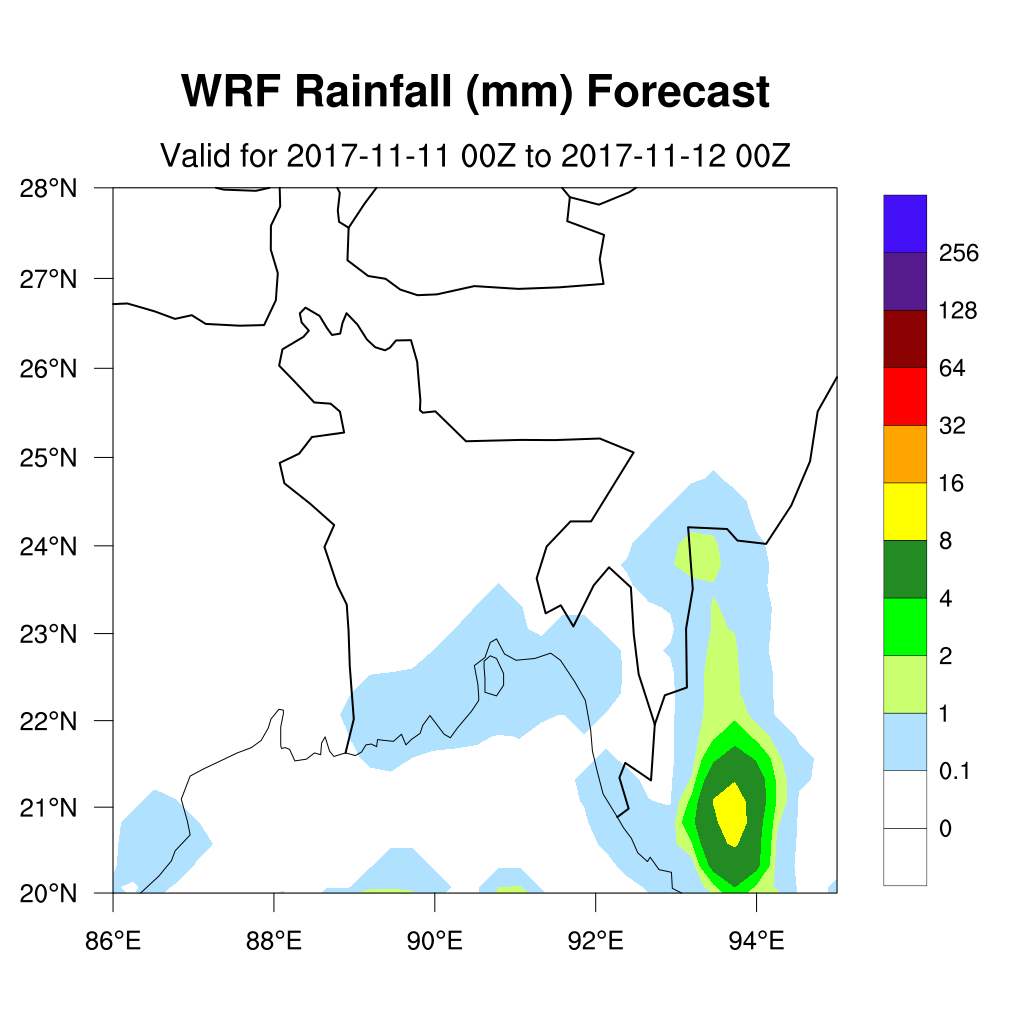 WRF Rainfall (mm) Forecast
Valid for 2017-11-11 00Z to 2017-11-12 00Z
28°N
27°N
26°N
25°N
24°N
23°N
22°N
21°N
20°N
86°E
88°E
90°E
92°E
94°E
256
128
64
32
16
8
4
2
1
0.1
0